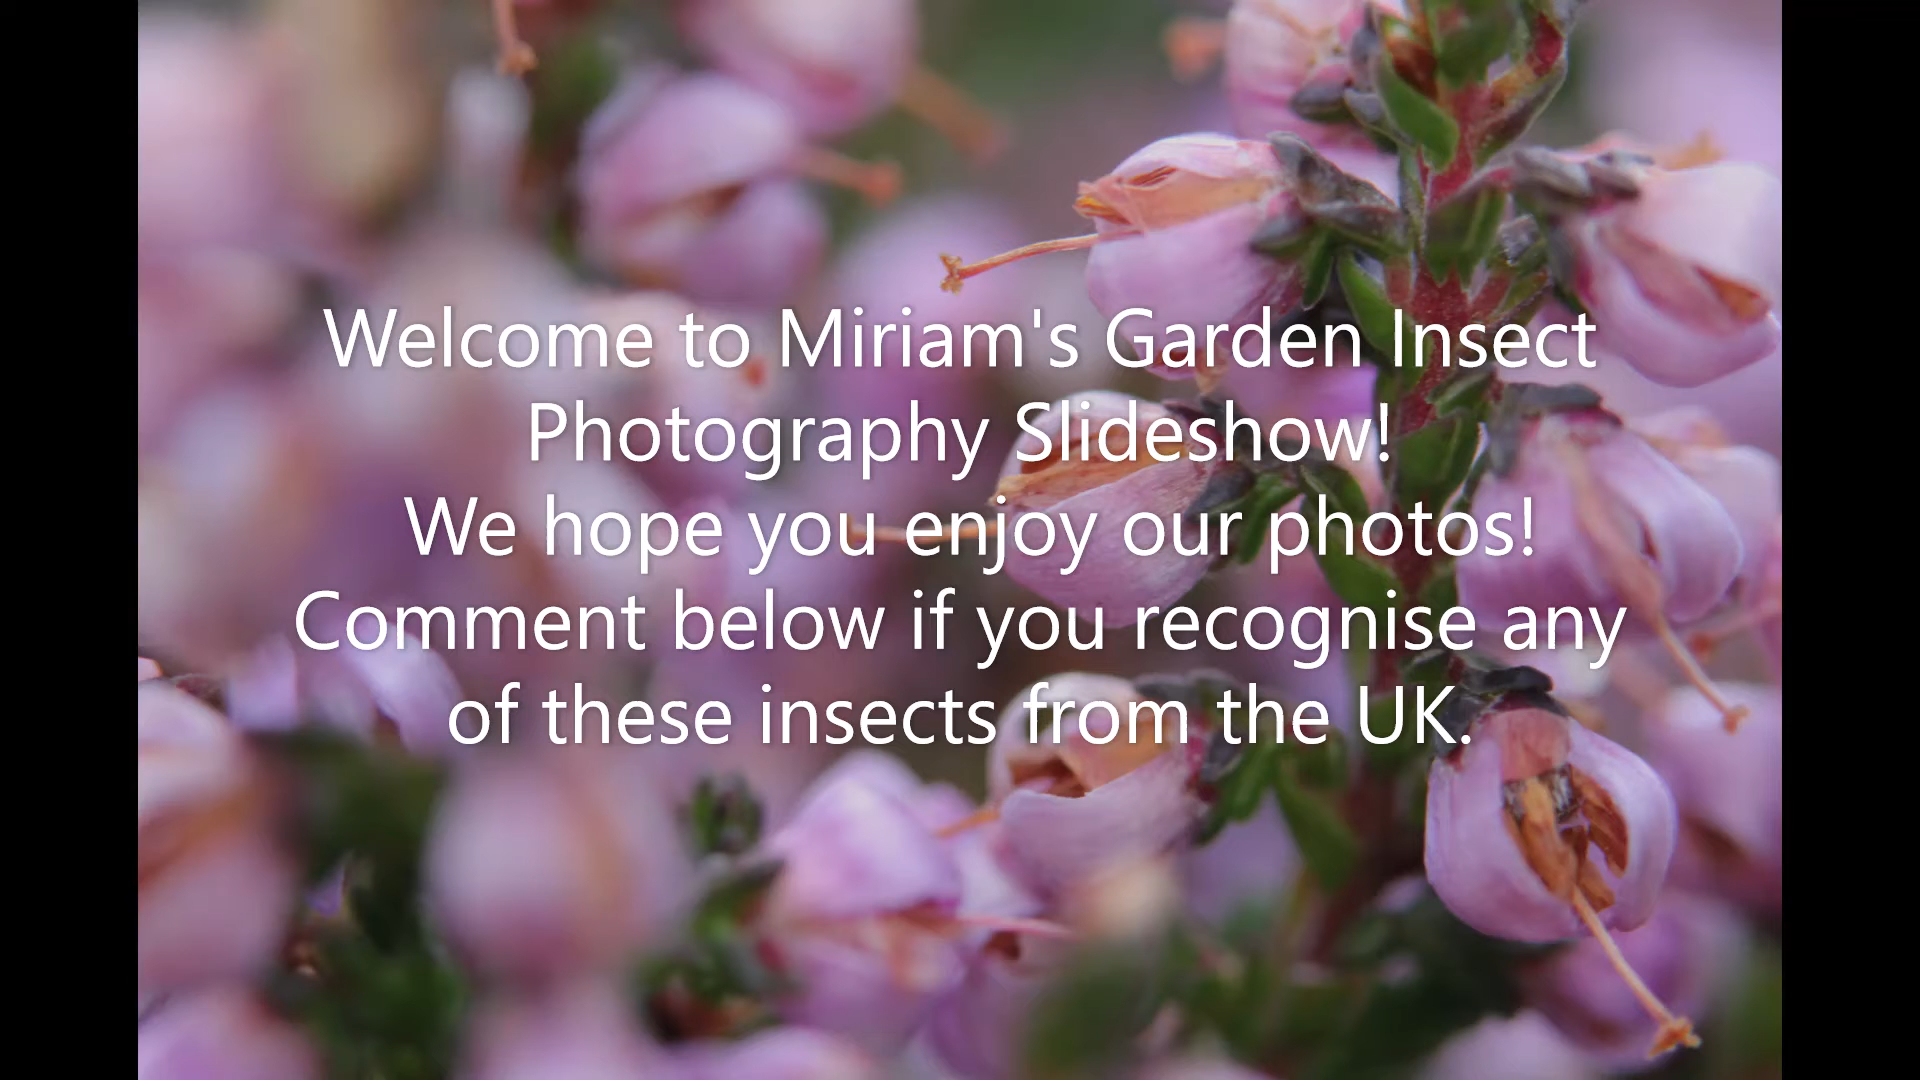 Welcome to Miriam's Garden Insect
Photography Slideshow!
We hope you enjoy our photos!
Comment below if you recognise any
of these insects from the UK.